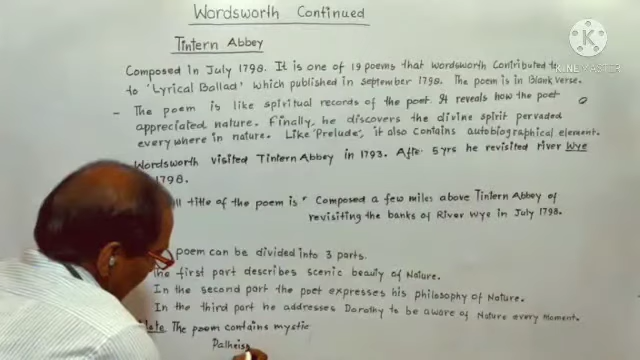 Wordsworth Continued
Tintern Abbey
Composed in July 1798. It is one of 19 poems that Wordsworth Contributed to
to 'Lyrical Ballad' which published in september 1798. The poem is in Blank verse.
- The poem is like spiritual records of the poet. It reveals how the poet
appreciated nature. Finally, he discovers the divine spirit pervaded
every where in nature. Like 'Prelude', it also contains autobiographical element.
Wordsworth visited Tintern Abbey in 1793. After 5yrs he revisited river Wye
1798.
title of the poem is " Composed a few miles above Tintern Abbey of
revisiting the banks of River Wye in July 1798.
poem can be divided into 3 parts.
The first part describes scenic beauty of Nature.
In the second part the poet expresses his philosophy of Nature.
In the third part he addresses Dorothy to be aware of Nature every Moment.
The poem contains mystic
KINEMASTER